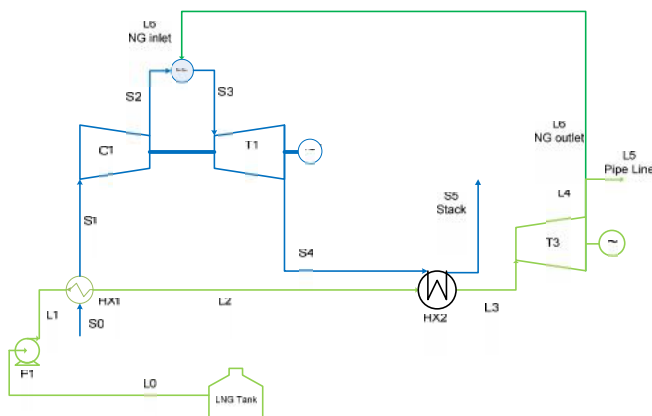 L6
NG inlet
S2
S3
C1
T1
~
L6
NG outlet
L5
Pipe Line
S1
S5
Stack
L4
T3
~
S4
HX1
L2
HX2
L3
L1
S0
P1
L0
LNG Tank